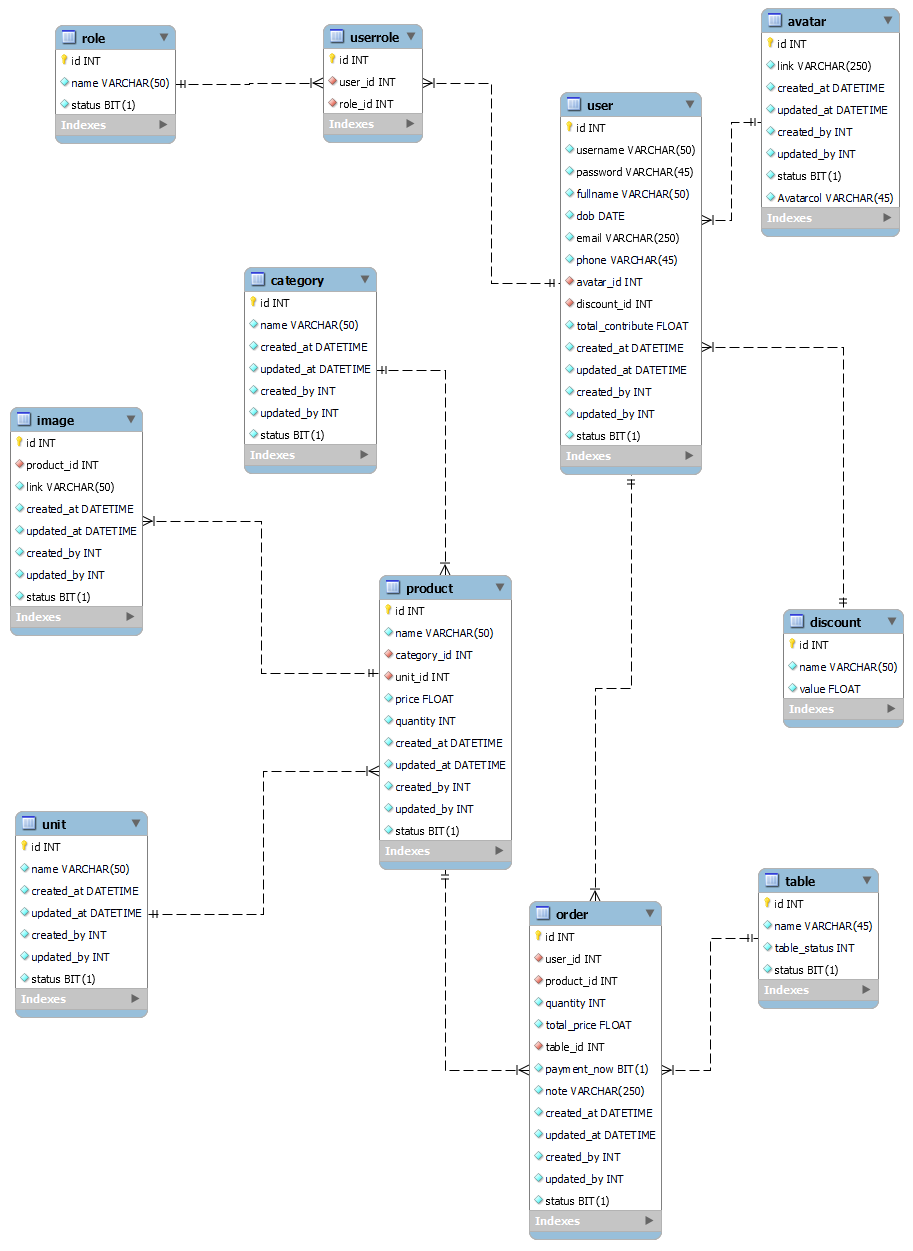 role
id INT
name VARCHAR(50)
status BIT(1)
Indexes
userrole
id INT
user_id INT
role_id INT
Indexes
avatar
id INT
link VARCHAR(250)
created_at DATETIME
updated_at DATETIME
created_by INT
updated_by INT
status BIT(1)
Avatarcol VARCHAR(45)
Indexes
user
id INT
username VARCHAR(50)
password VARCHAR(45)
fullname VARCHAR(50)
dob DATE
email VARCHAR(250)
phone VARCHAR(45)
avatar_id INT
discount_id INT
total_contribute FLOAT
created_at DATETIME
updated_at DATETIME
created_by INT
updated_by INT
status BIT(1)
Indexes
category
id INT
name VARCHAR(50)
created_at DATETIME
updated_at DATETIME
created_by INT
updated_by INT
status BIT(1)
Indexes
image
id INT
product_id INT
link VARCHAR(50)
created_at DATETIME
updated_at DATETIME
created_by INT
updated_by INT
status BIT(1)
Indexes
product
id INT
name VARCHAR(50)
category_id INT
unit_id INT
price FLOAT
quantity INT
created_at DATETIME
updated_at DATETIME
created_by INT
updated_by INT
status BIT(1)
Indexes
discount
id INT
name VARCHAR(50)
value FLOAT
Indexes
unit
id INT
name VARCHAR(50)
created_at DATETIME
updated_at DATETIME
created_by INT
updated_by INT
status BIT(1)
Indexes
order
id INT
user_id INT
product_id INT
quantity INT
total_price FLOAT
table_id INT
payment_now BIT(1)
note VARCHAR(250)
created_at DATETIME
updated_at DATETIME
created_by INT
updated_by INT
status BIT(1)
Indexes
table
id INT
name VARCHAR(45)
table_status INT
status BIT(1)
Indexes